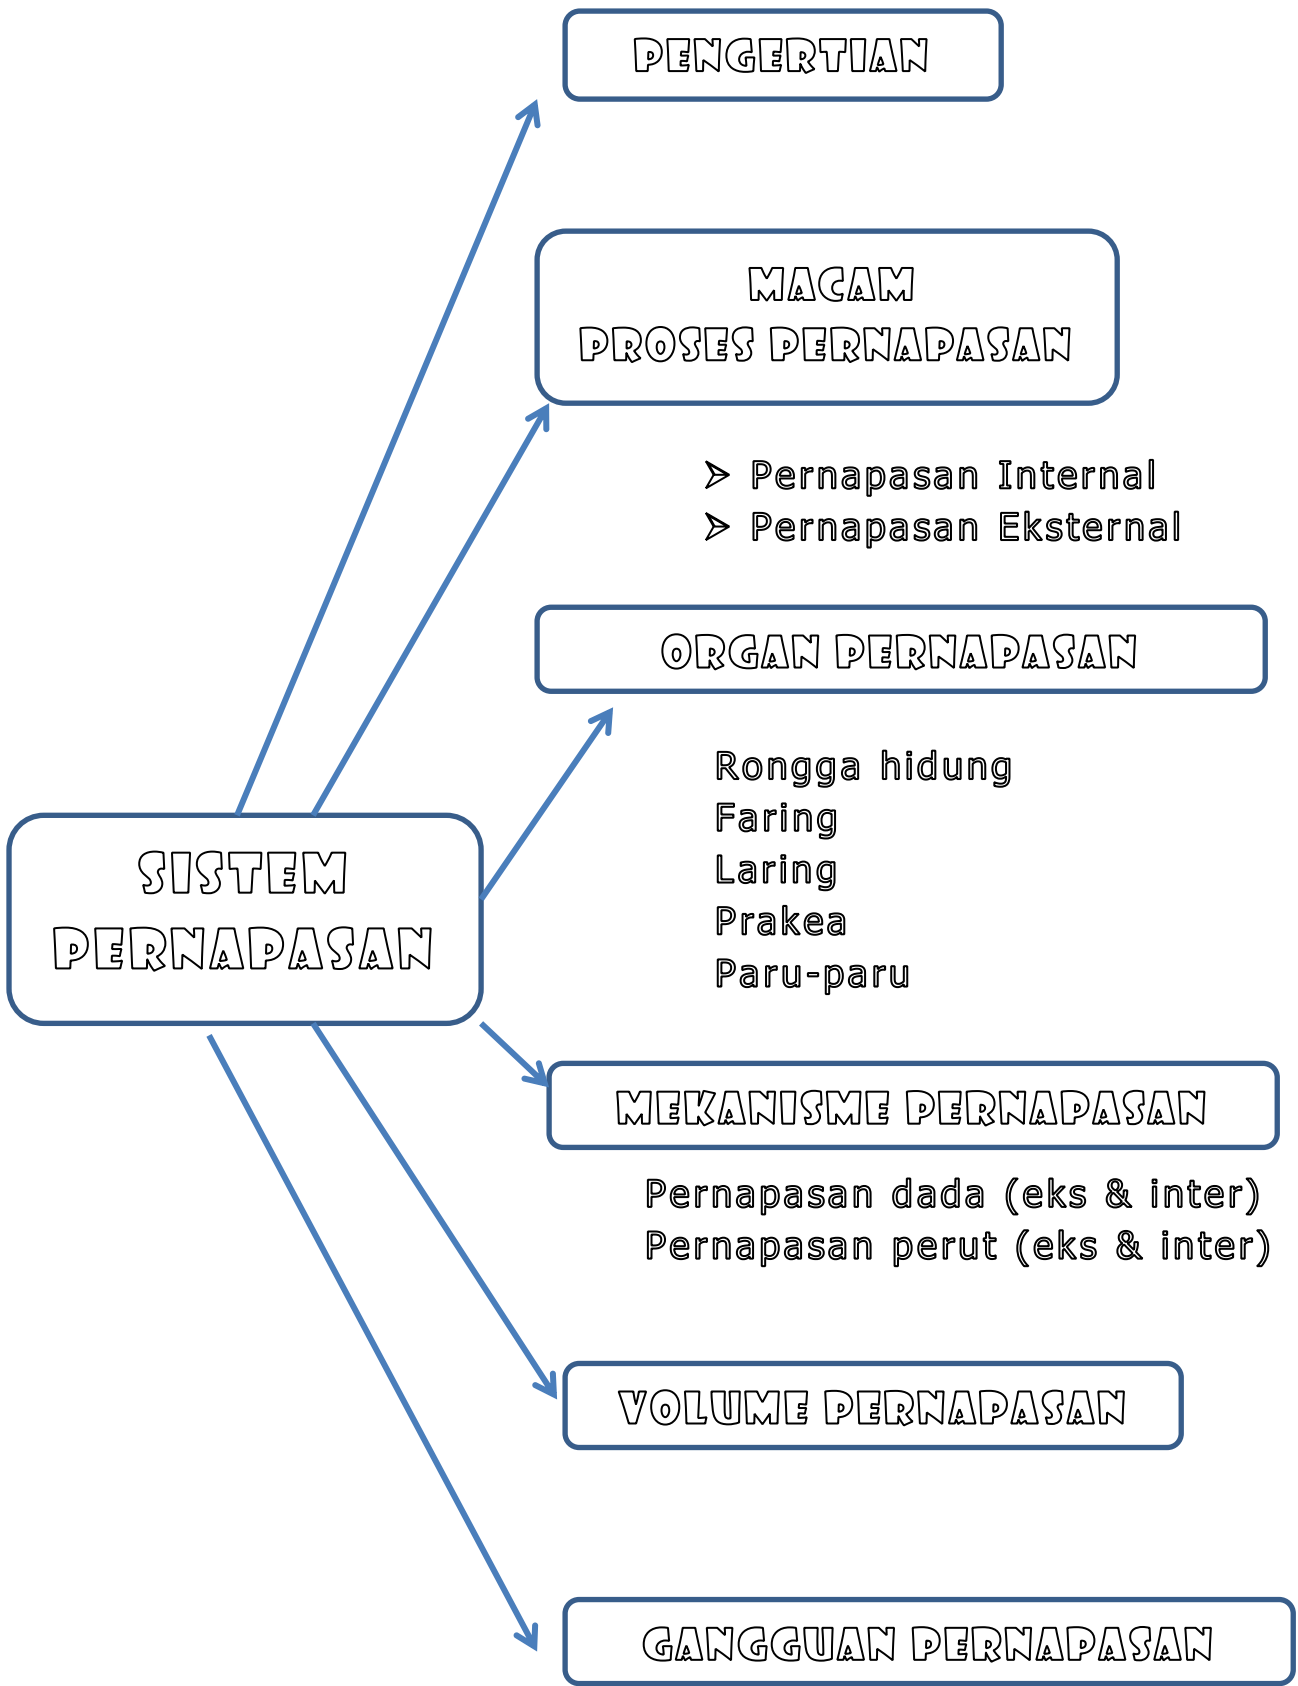 PENGERTIAN
MACAM
PROSES PERNAPASAN
➢ Pernapasan Internal
➢ Pernapasan Eksternal
ORGAN PERNAPASAN
Rongga hidung
Faring
Laring
Prakea
Paru-paru
SISTEM
PERNAPASAN
MEKANISME PERNAPASAN
Pernapasan dada (eks & inter)
Pernapasan perut (eks & inter)
VOLUME PERNAPASAN
GANGGUAN PERNAPASAN